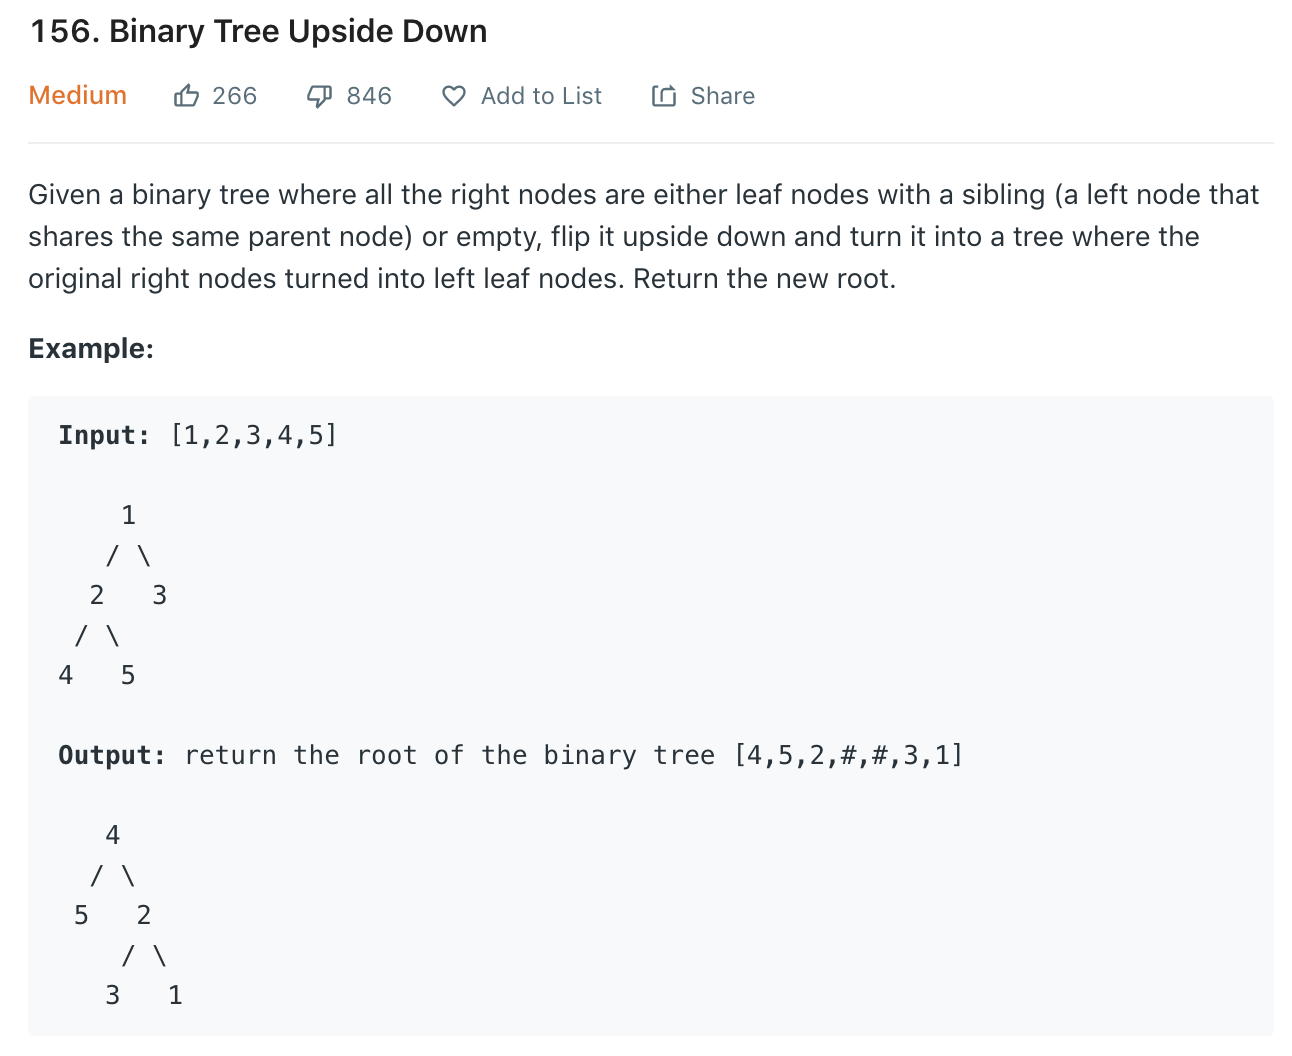 156. Binary Tree Upside Down
Medium 266 846 Add to List Share
Given a binary tree where all the right nodes are either leaf nodes with a sibling (a left node that
shares the same parent node) or empty, flip it upside down and turn it into a tree where the
original right nodes turned into left leaf nodes. Return the new root.
Example:
Input: [1,2,3,4,5]
    1
   / \
  2   3
 / \
4   5
Output: return the root of the binary tree [4,5,2,#,#,3,1]
   4
  / \
 5   2
    / \
   3   1